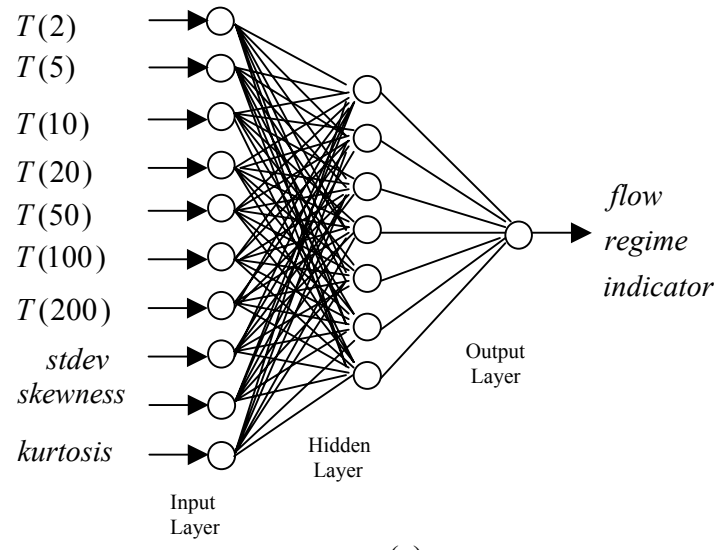 T(2)
T(5)
T(10)
T(20)
T(50)
T(100)
T(200)
stdev
skewness
kurtosis
Input
Layer
Hidden
Layer
Output
Layer
flow
regime
indicator